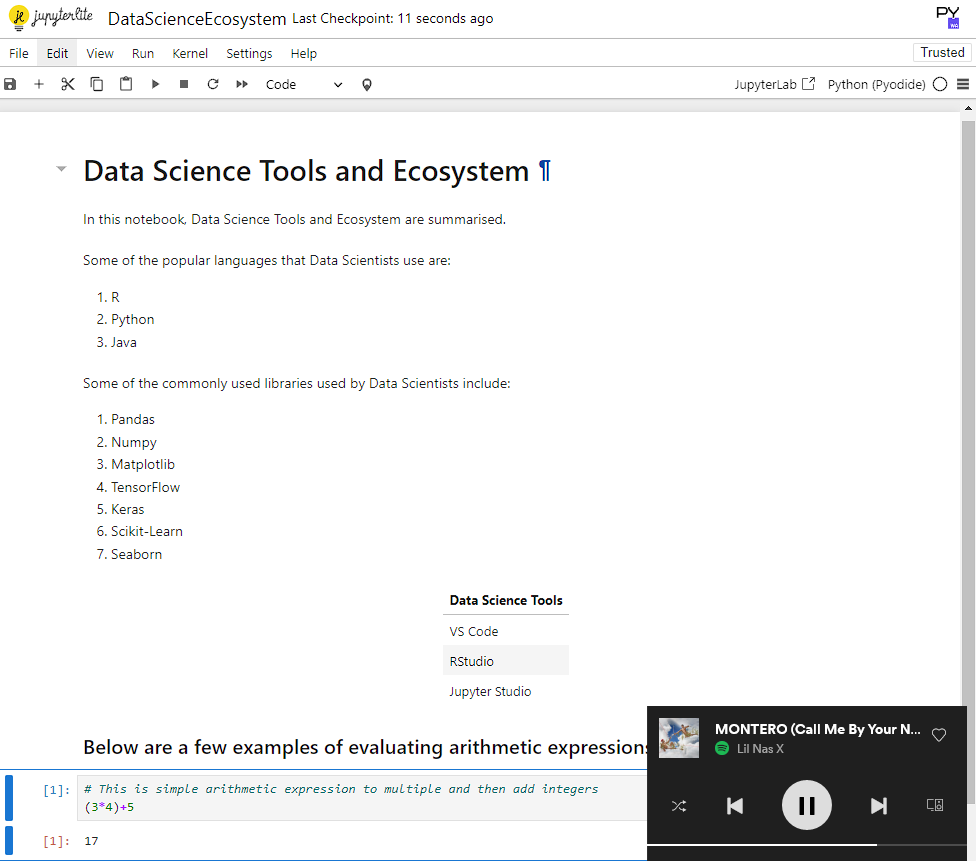 jupyterlite DataScienceEcosystem Last Checkpoint: 11 seconds ago PY
File Edit View Run Kernel Settings Help Trusted
Code JupyterLab Python (Pyodide)
Data Science Tools and Ecosystem ¶
In this notebook, Data Science Tools and Ecosystem are summarised.
Some of the popular languages that Data Scientists use are:
1. R
2. Python
3. Java
Some of the commonly used libraries used by Data Scientists include:
1. Pandas
2. Numpy
3. Matplotlib
4. TensorFlow
5. Keras
6. Scikit-Learn
7. Seaborn
Data Science Tools
VS Code
RStudio
Jupyter Studio
Below are a few examples of evaluating arithmetic expressions
[1]: # This is simple arithmetic expression to multiple and then add integers
(3*4)+5
[1]: 17
MONTERO (Call Me By Your N...
Lil Nas X